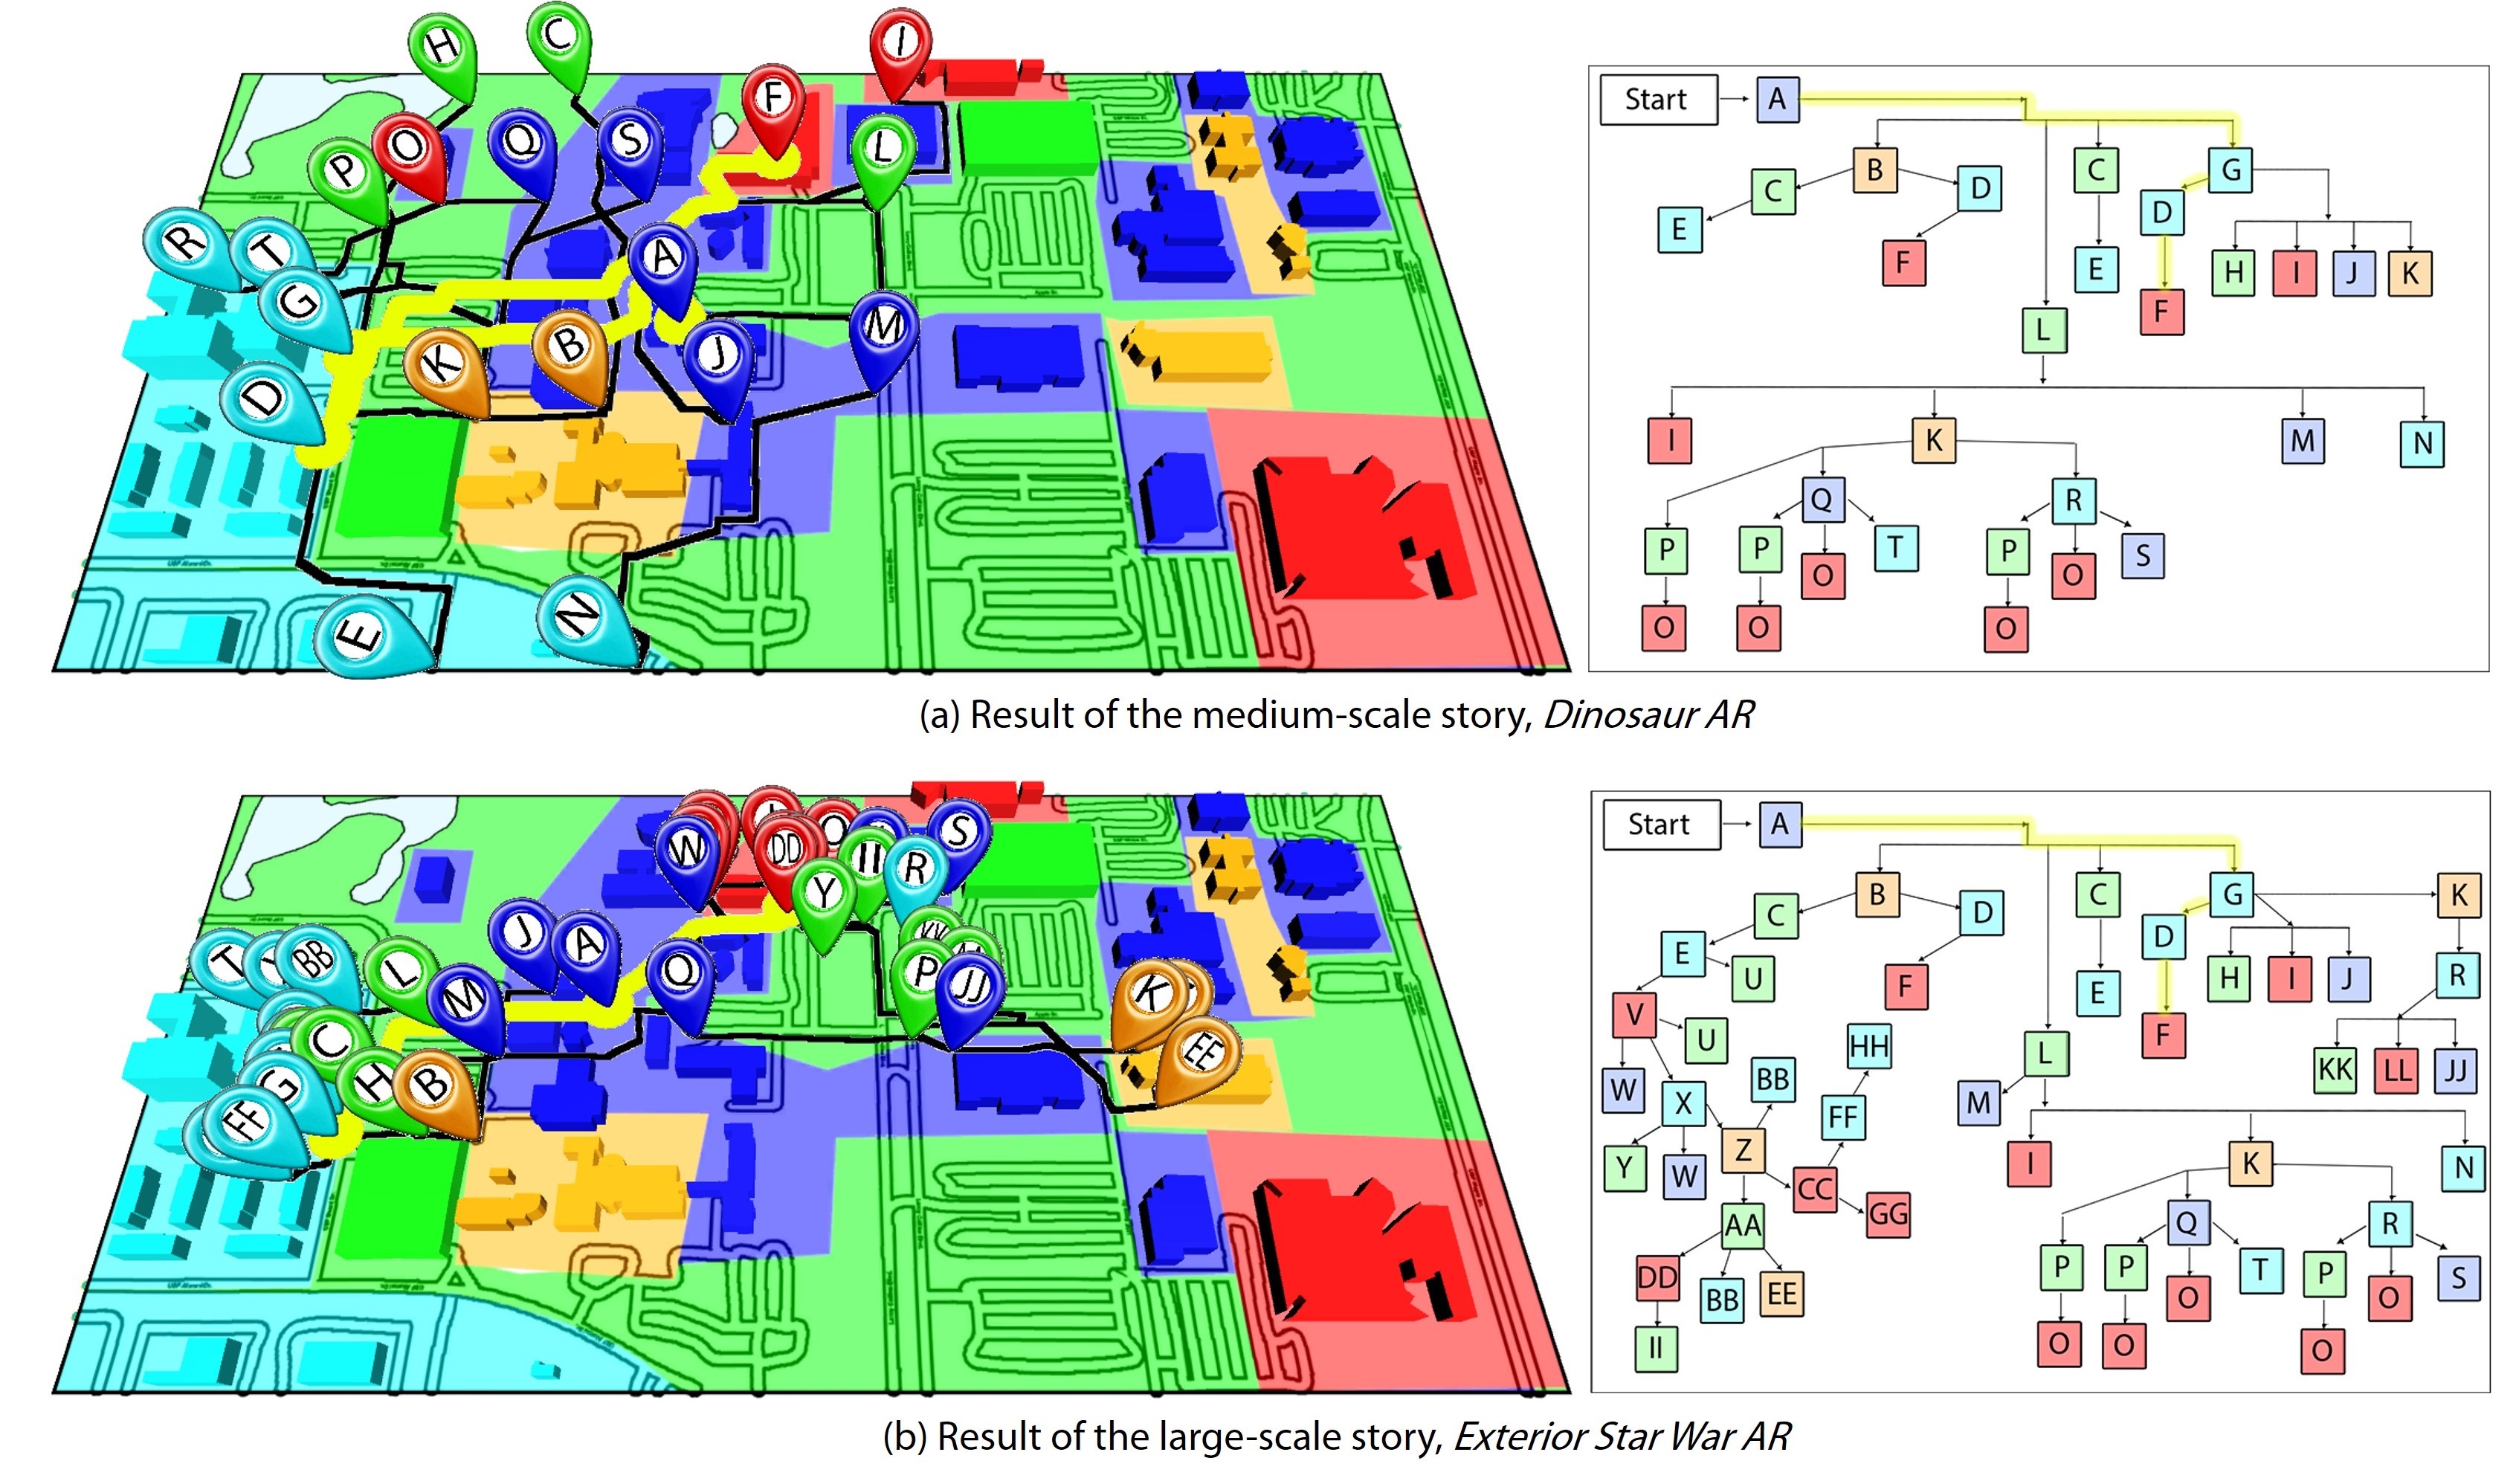 H C I
F
P O Q S L
R T A
G
K B J M
D
E N
Start A
B C G
C D D
E F E H I J K
F
L
I K M N
Q R
P P O T P O S
O O O
(a) Result of the medium-scale story, Dinosaur AR
W DD O II R S
Y
T BB L J A
M Q P JJ K
C
G H B EE
FF
Start A
B C G K
C D D
E U F E H I J R
V F
W U HH L KK LL JJ
X BB M
FF
Y W Z I K N
CC
AA GG Q R
DD BB EE P P O T P O S
II O O O
(b) Result of the large-scale story, Exterior Star War AR